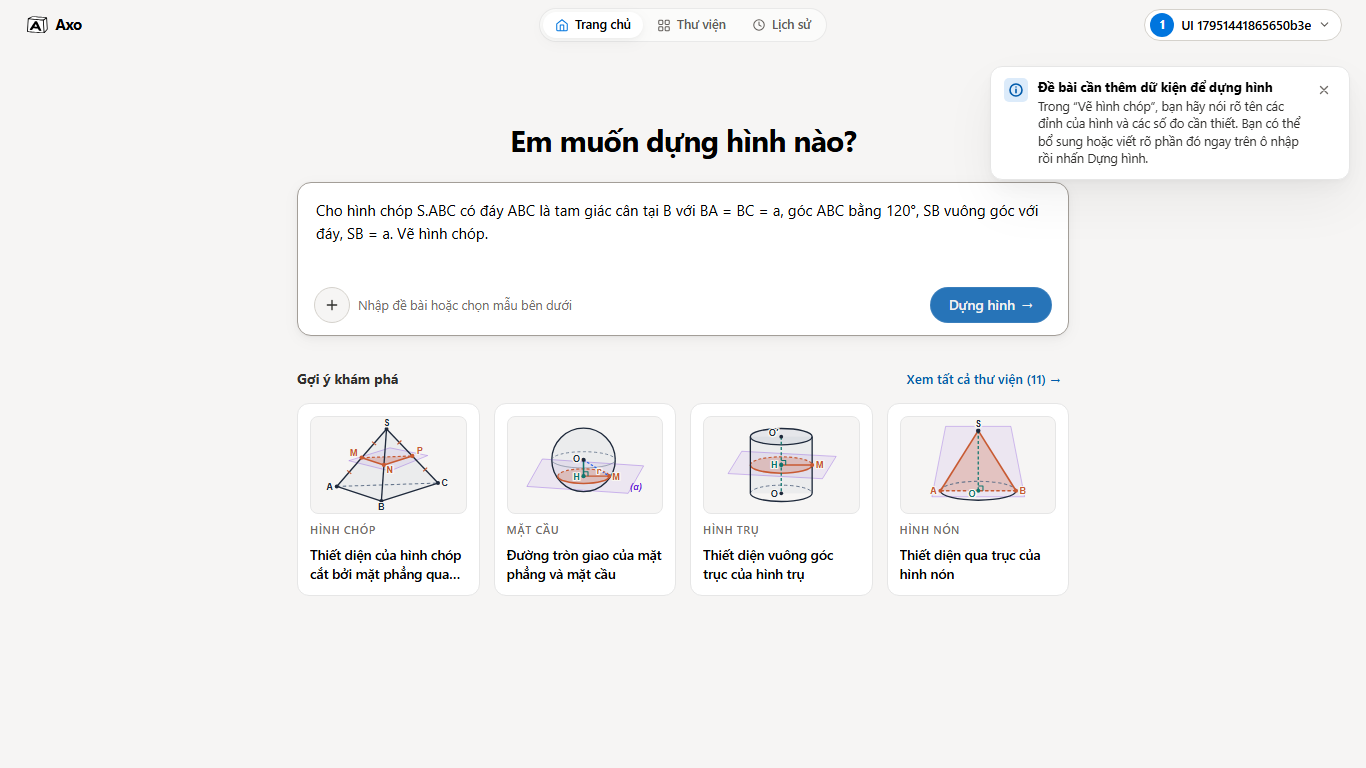 Axo
Trang chủ
Thư viện
Lịch sử
1
UI 17951441865650b3e
Đề bài cần thêm dữ kiện để dựng hình
Trong “Vẽ hình chóp”, bạn hãy nói rõ tên các
đỉnh của hình và các số đo cần thiết. Bạn có thể
bổ sung hoặc viết rõ phần đó ngay trên ô nhập
rồi nhấn Dựng hình.
Em muốn dựng hình nào?
Cho hình chóp S.ABC có đáy ABC là tam giác cân tại B với BA = BC = a, góc ABC bằng 120°, SB vuông góc với
đáy, SB = a. Vẽ hình chóp.
Nhập đề bài hoặc chọn mẫu bên dưới
Dựng hình →
Gợi ý khám phá
Xem tất cả thư viện (11) →
S
M
P
N
A
C
B
HÌNH CHÓP
Thiết diện của hình chóp
cắt bởi mặt phẳng qua...
O
r
H
M
(α)
MẶT CẦU
Đường tròn giao của mặt
phẳng và mặt cầu
O'
H
M
O
HÌNH TRỤ
Thiết diện vuông góc
trục của hình trụ
S
A
O
B
HÌNH NÓN
Thiết diện qua trục của
hình nón